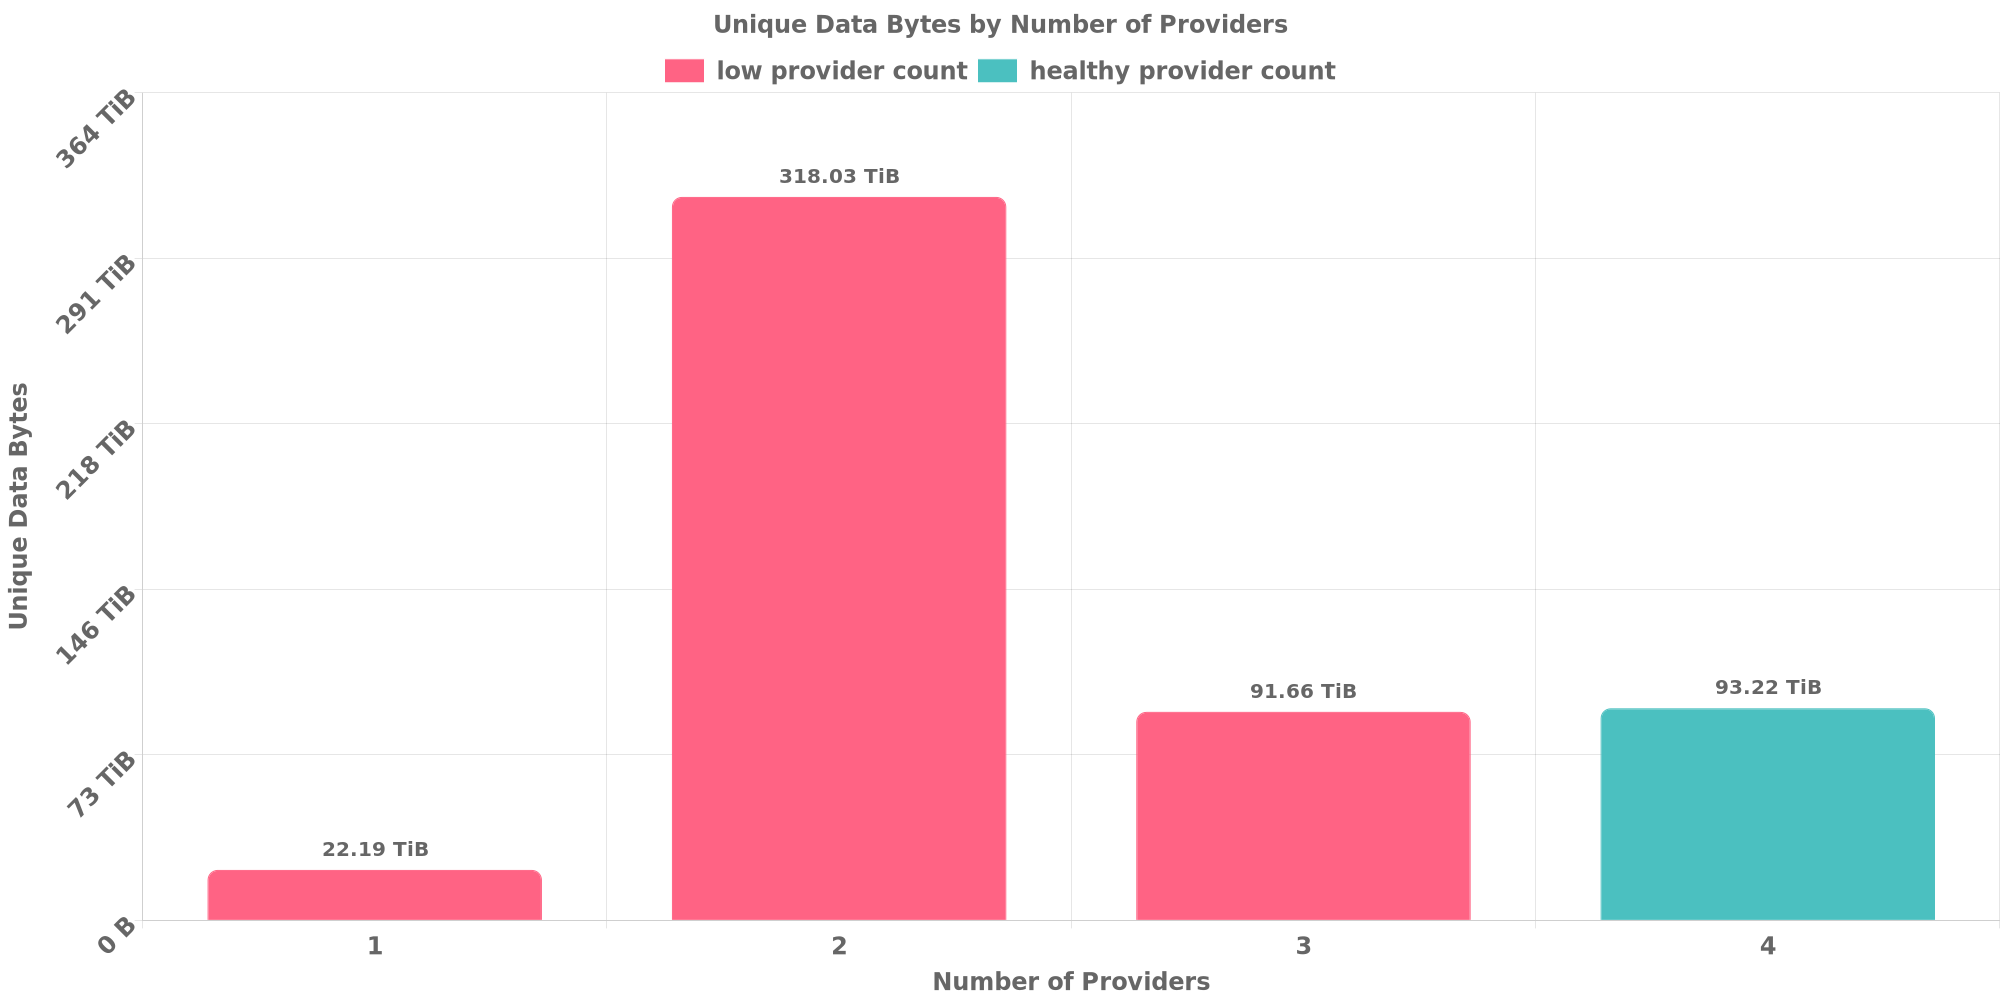 Unique Data Bytes by Number of Providers
low provider count
healthy provider count
364 TiB
291 TiB
218 TiB
146 TiB
73 TiB
0 B
Unique Data Bytes
22.19 TiB
318.03 TiB
91.66 TiB
93.22 TiB
1
2
3
4
Number of Providers